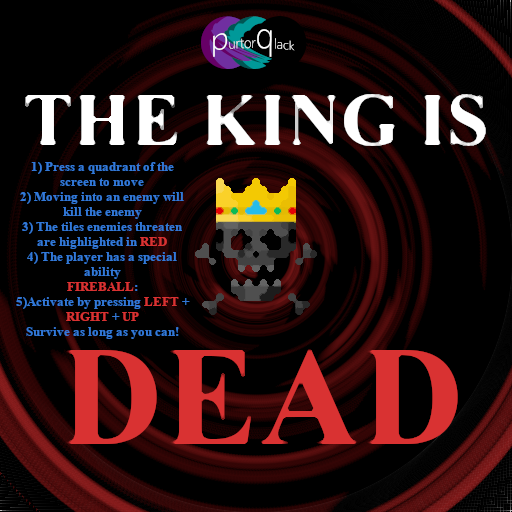 purtorqlack
THE KING IS
1) Press a quadrant of the
screen to move
2) Moving into an enemy will
kill the enemy
3) The tiles enemies threaten
are highlighted in RED
4) The player has a special
ability
FIREBALL:
5)Activate by pressing LEFT +
RIGHT + UP
Survive as long as you can!
DEAD